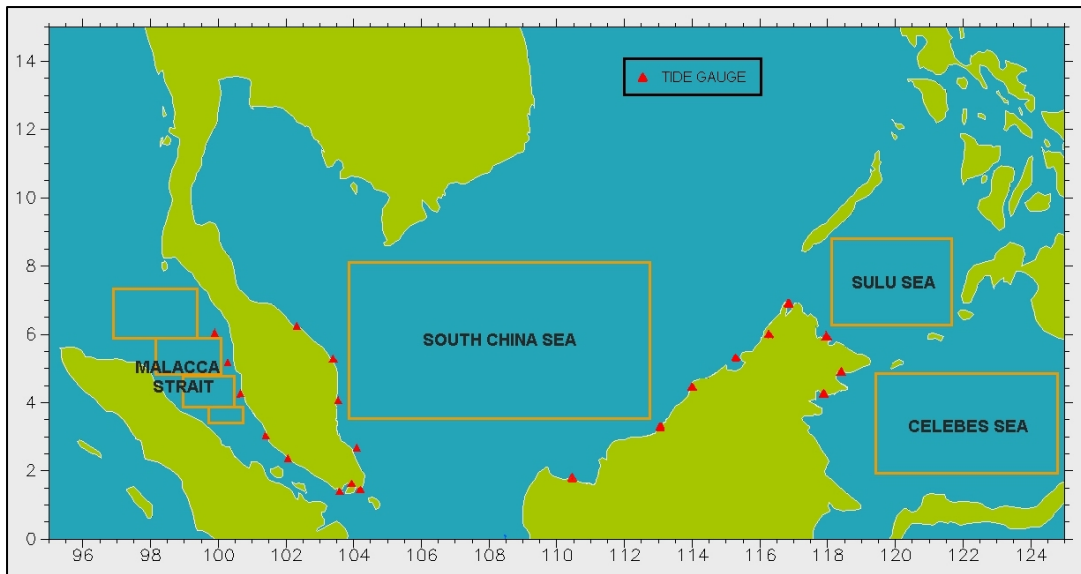 14
12
10
8
6
4
2
0
TIDE GAUGE
SULU SEA
SOUTH CHINA SEA
MALACCA
STRAIT
CELEBES SEA
96 98 100 102 104 106 108 110 112 114 116 118 120 122 124